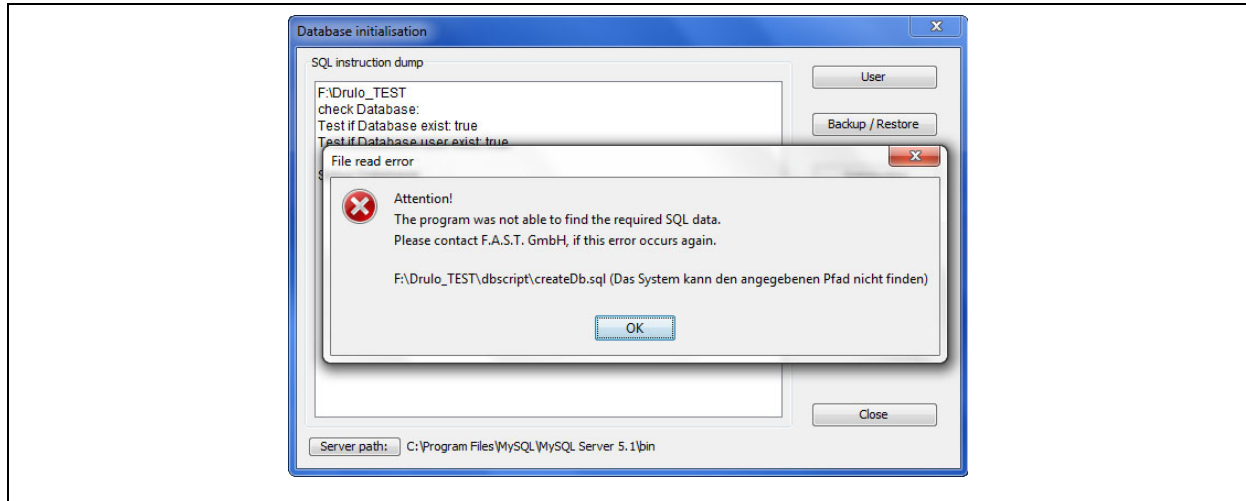 Database initialisation
SQL instruction dump
F:\Drulo_TEST
check Database:
Test if Database exist: true
Test if Database user exist: true
User
Backup / Restore
File read error
Attention!
The program was not able to find the required SQL data.
Please contact F.A.S.T. GmbH, if this error occurs again.
F:\Drulo_TEST\dbscript\createDb.sql (Das System kann den angegebenen Pfad nicht finden)
OK
Close
Server path: C:\Program Files\MySQL\MySQL Server 5.1\bin